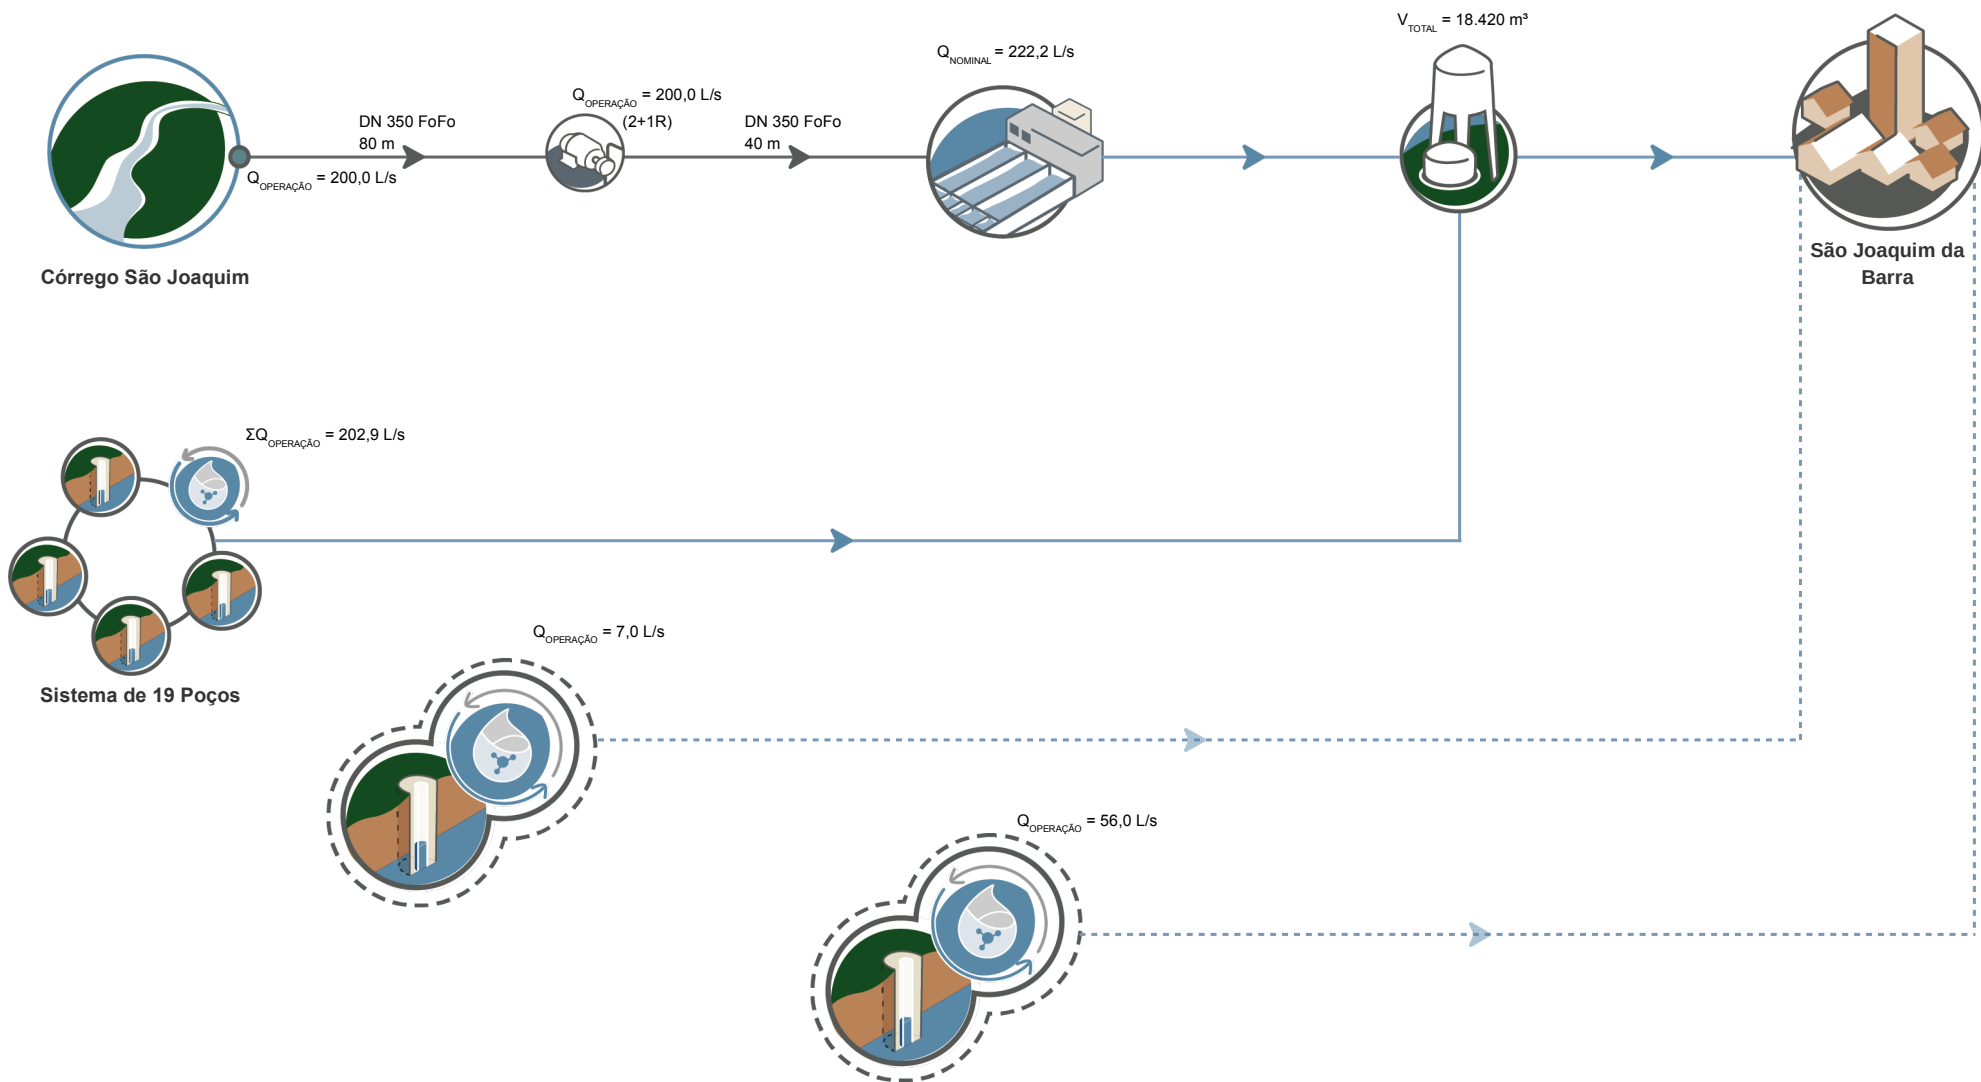 V_TOTAL = 18.420 m³
Q_NOMINAL = 222,2 L/s
Q_OPERAÇÃO = 200,0 L/s
(2+1R)
DN 350 FoFo
80 m
DN 350 FoFo
40 m
Q_OPERAÇÃO = 200,0 L/s
Córrego São Joaquim
São Joaquim da
Barra
ΣQ_OPERAÇÃO = 202,9 L/s
Sistema de 19 Poços
Q_OPERAÇÃO = 7,0 L/s
Q_OPERAÇÃO = 56,0 L/s